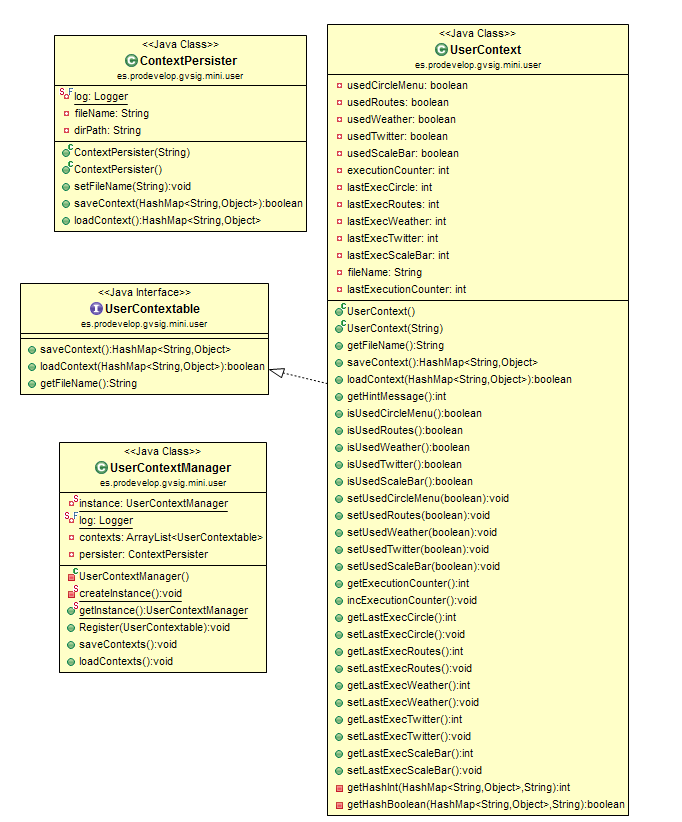 <<Java Class>>
C ContextPersister
es.prodevelop.gvsig.mini.user
S F log: Logger
fileName: String
dirPath: String
C ContextPersister(String)
C ContextPersister()
setFileName(String):void
saveContext(HashMap<String,Object>):boolean
loadContext():HashMap<String,Object>
<<Java Interface>>
I UserContextable
es.prodevelop.gvsig.mini.user
saveContext():HashMap<String,Object>
loadContext(HashMap<String,Object>):boolean
getFileName():String
<<Java Class>>
C UserContextManager
es.prodevelop.gvsig.mini.user
S instance: UserContextManager
S F log: Logger
contexts: ArrayList<UserContextable>
persister: ContextPersister
C UserContextManager()
S createInstance():void
S getInstance():UserContextManager
Register(UserContextable):void
saveContexts():void
loadContexts():void
<<Java Class>>
C UserContext
es.prodevelop.gvsig.mini.user
usedCircleMenu: boolean
usedRoutes: boolean
usedWeather: boolean
usedTwitter: boolean
usedScaleBar: boolean
executionCounter: int
lastExecCircle: int
lastExecRoutes: int
lastExecWeather: int
lastExecTwitter: int
lastExecScaleBar: int
fileName: String
lastExecutionCounter: int
C UserContext()
C UserContext(String)
getFileName():String
saveContext():HashMap<String,Object>
loadContext(HashMap<String,Object>):boolean
getHintMessage():int
isUsedCircleMenu():boolean
isUsedRoutes():boolean
isUsedWeather():boolean
isUsedTwitter():boolean
isUsedScaleBar():boolean
setUsedCircleMenu(boolean):void
setUsedRoutes(boolean):void
setUsedWeather(boolean):void
setUsedTwitter(boolean):void
setUsedScaleBar(boolean):void
getExecutionCounter():int
incExecutionCounter():void
getLastExecCircle():int
setLastExecCircle():void
getLastExecRoutes():int
setLastExecRoutes():void
getLastExecWeather():int
setLastExecWeather():void
getLastExecTwitter():int
setLastExecTwitter():void
getLastExecScaleBar():int
setLastExecScaleBar():void
getHashInt(HashMap<String,Object>,String):int
getHashBoolean(HashMap<String,Object>,String):boolean